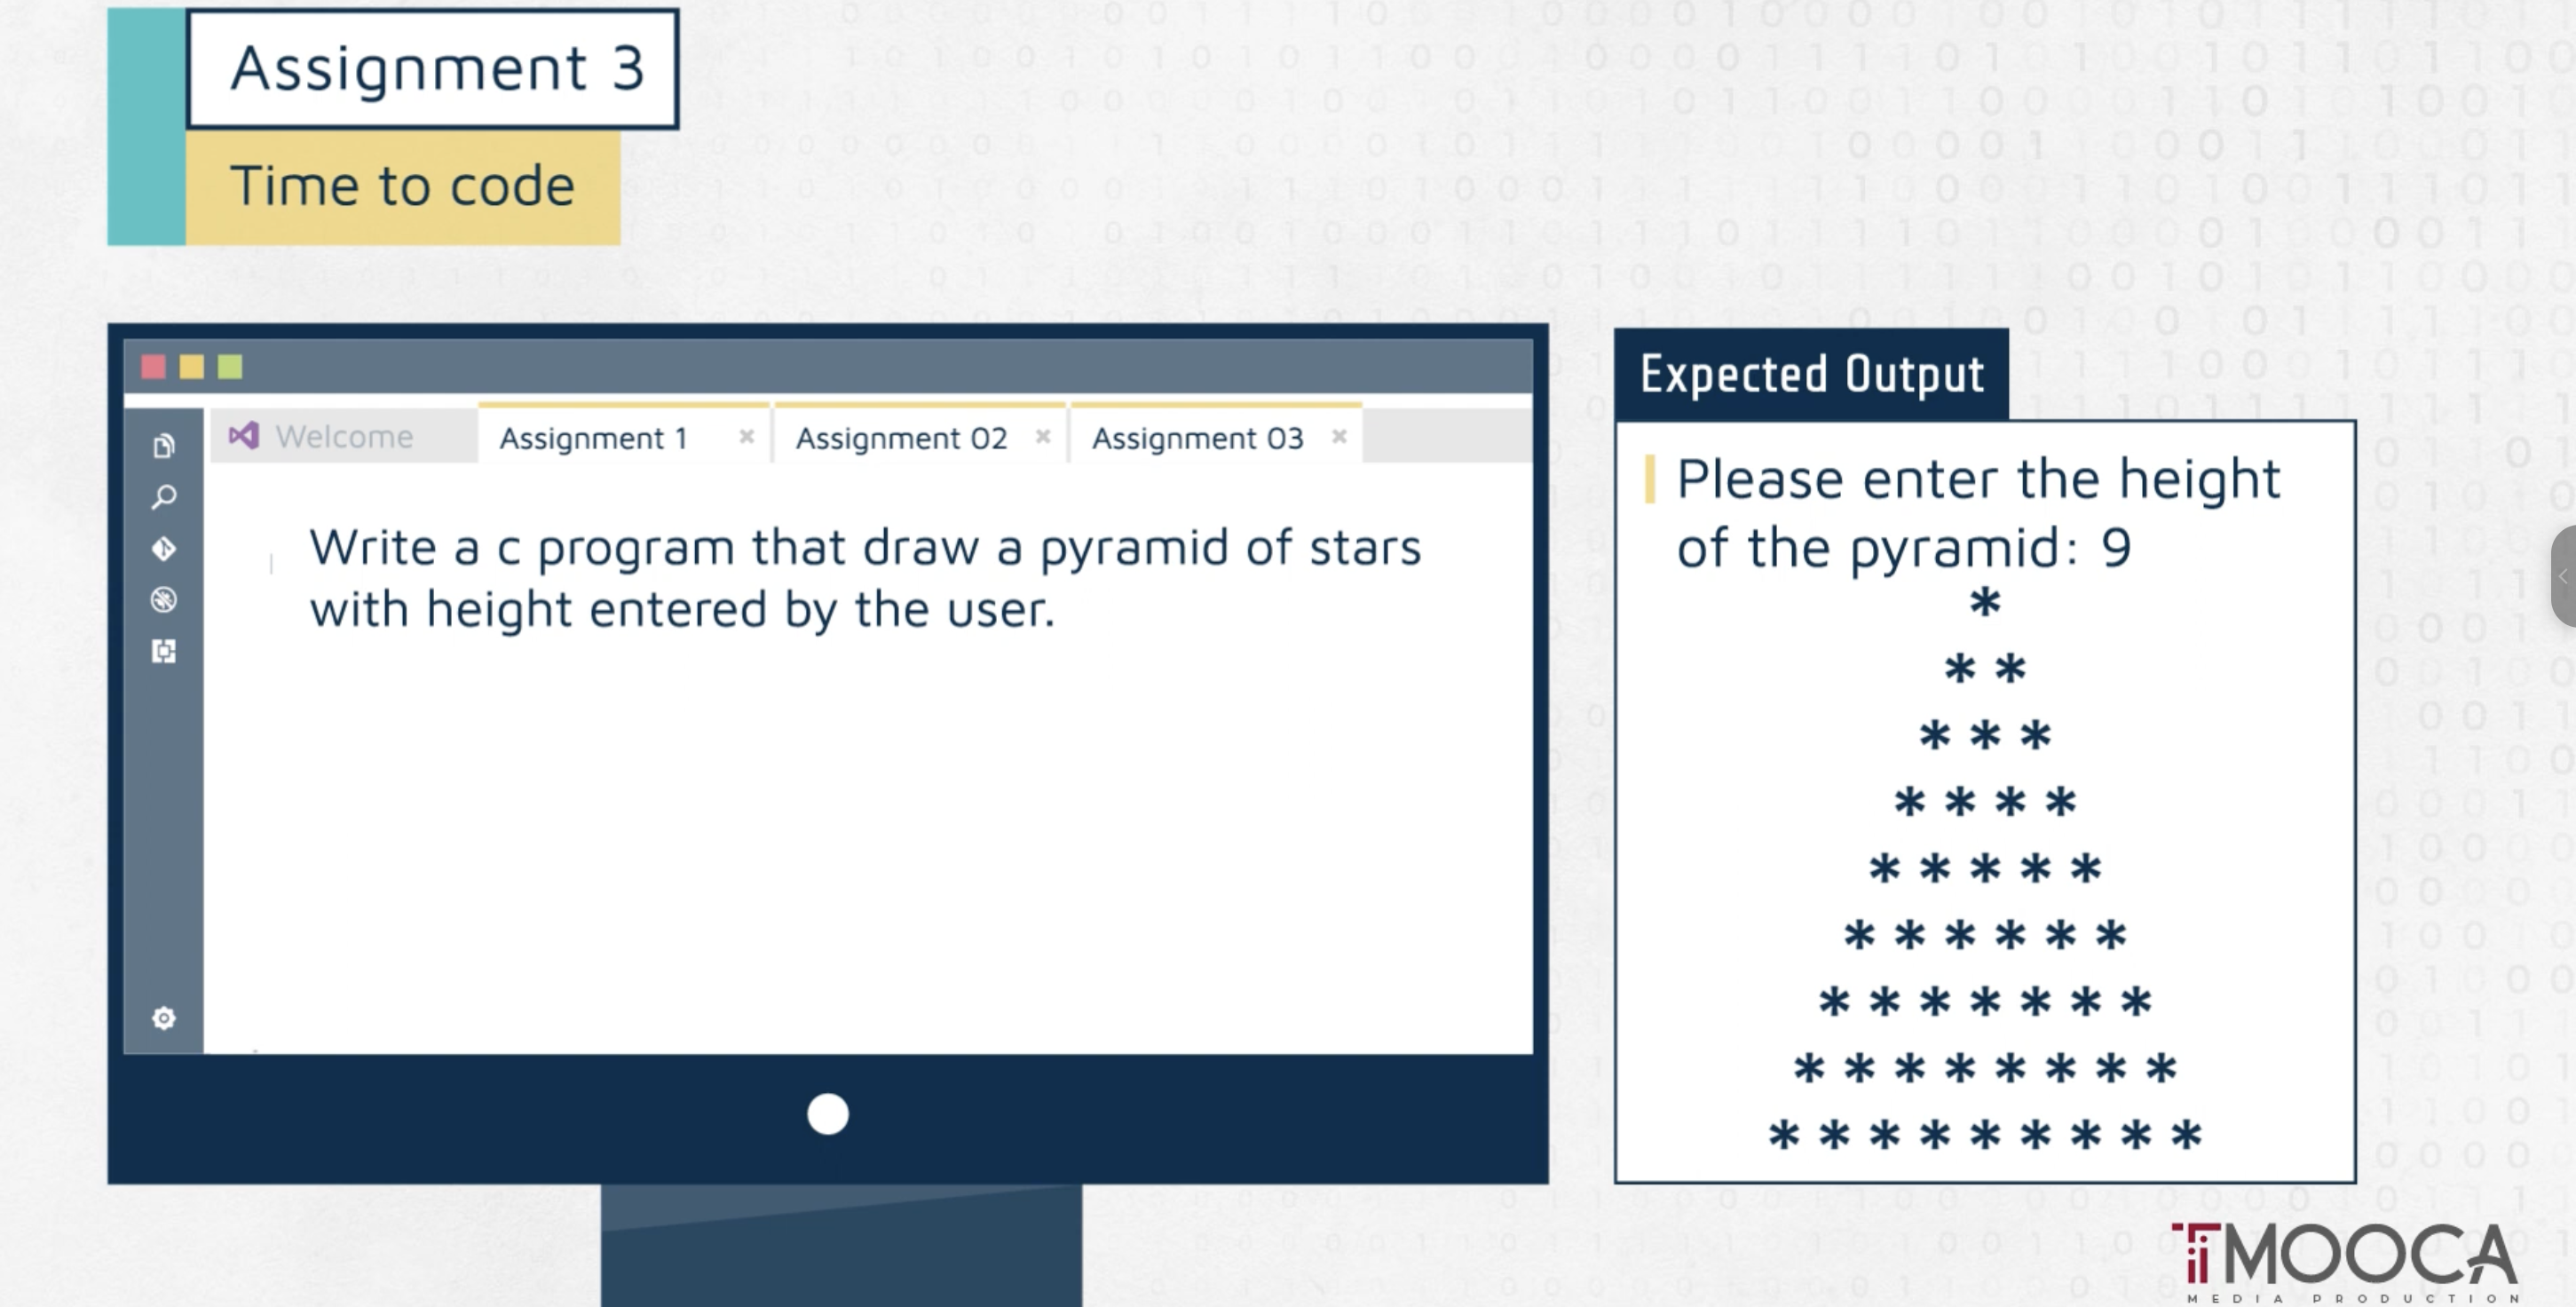 Assignment 3
Time to code
Welcome
Assignment 1
Assignment 02
Assignment 03
Write a c program that draw a pyramid of stars
with height entered by the user.
Expected Output
Please enter the height
of the pyramid: 9
*
* *
* * *
* * * *
* * * * *
* * * * * *
* * * * * * *
* * * * * * * *
* * * * * * * * *
MOOCA
MEDIA PRODUCTION